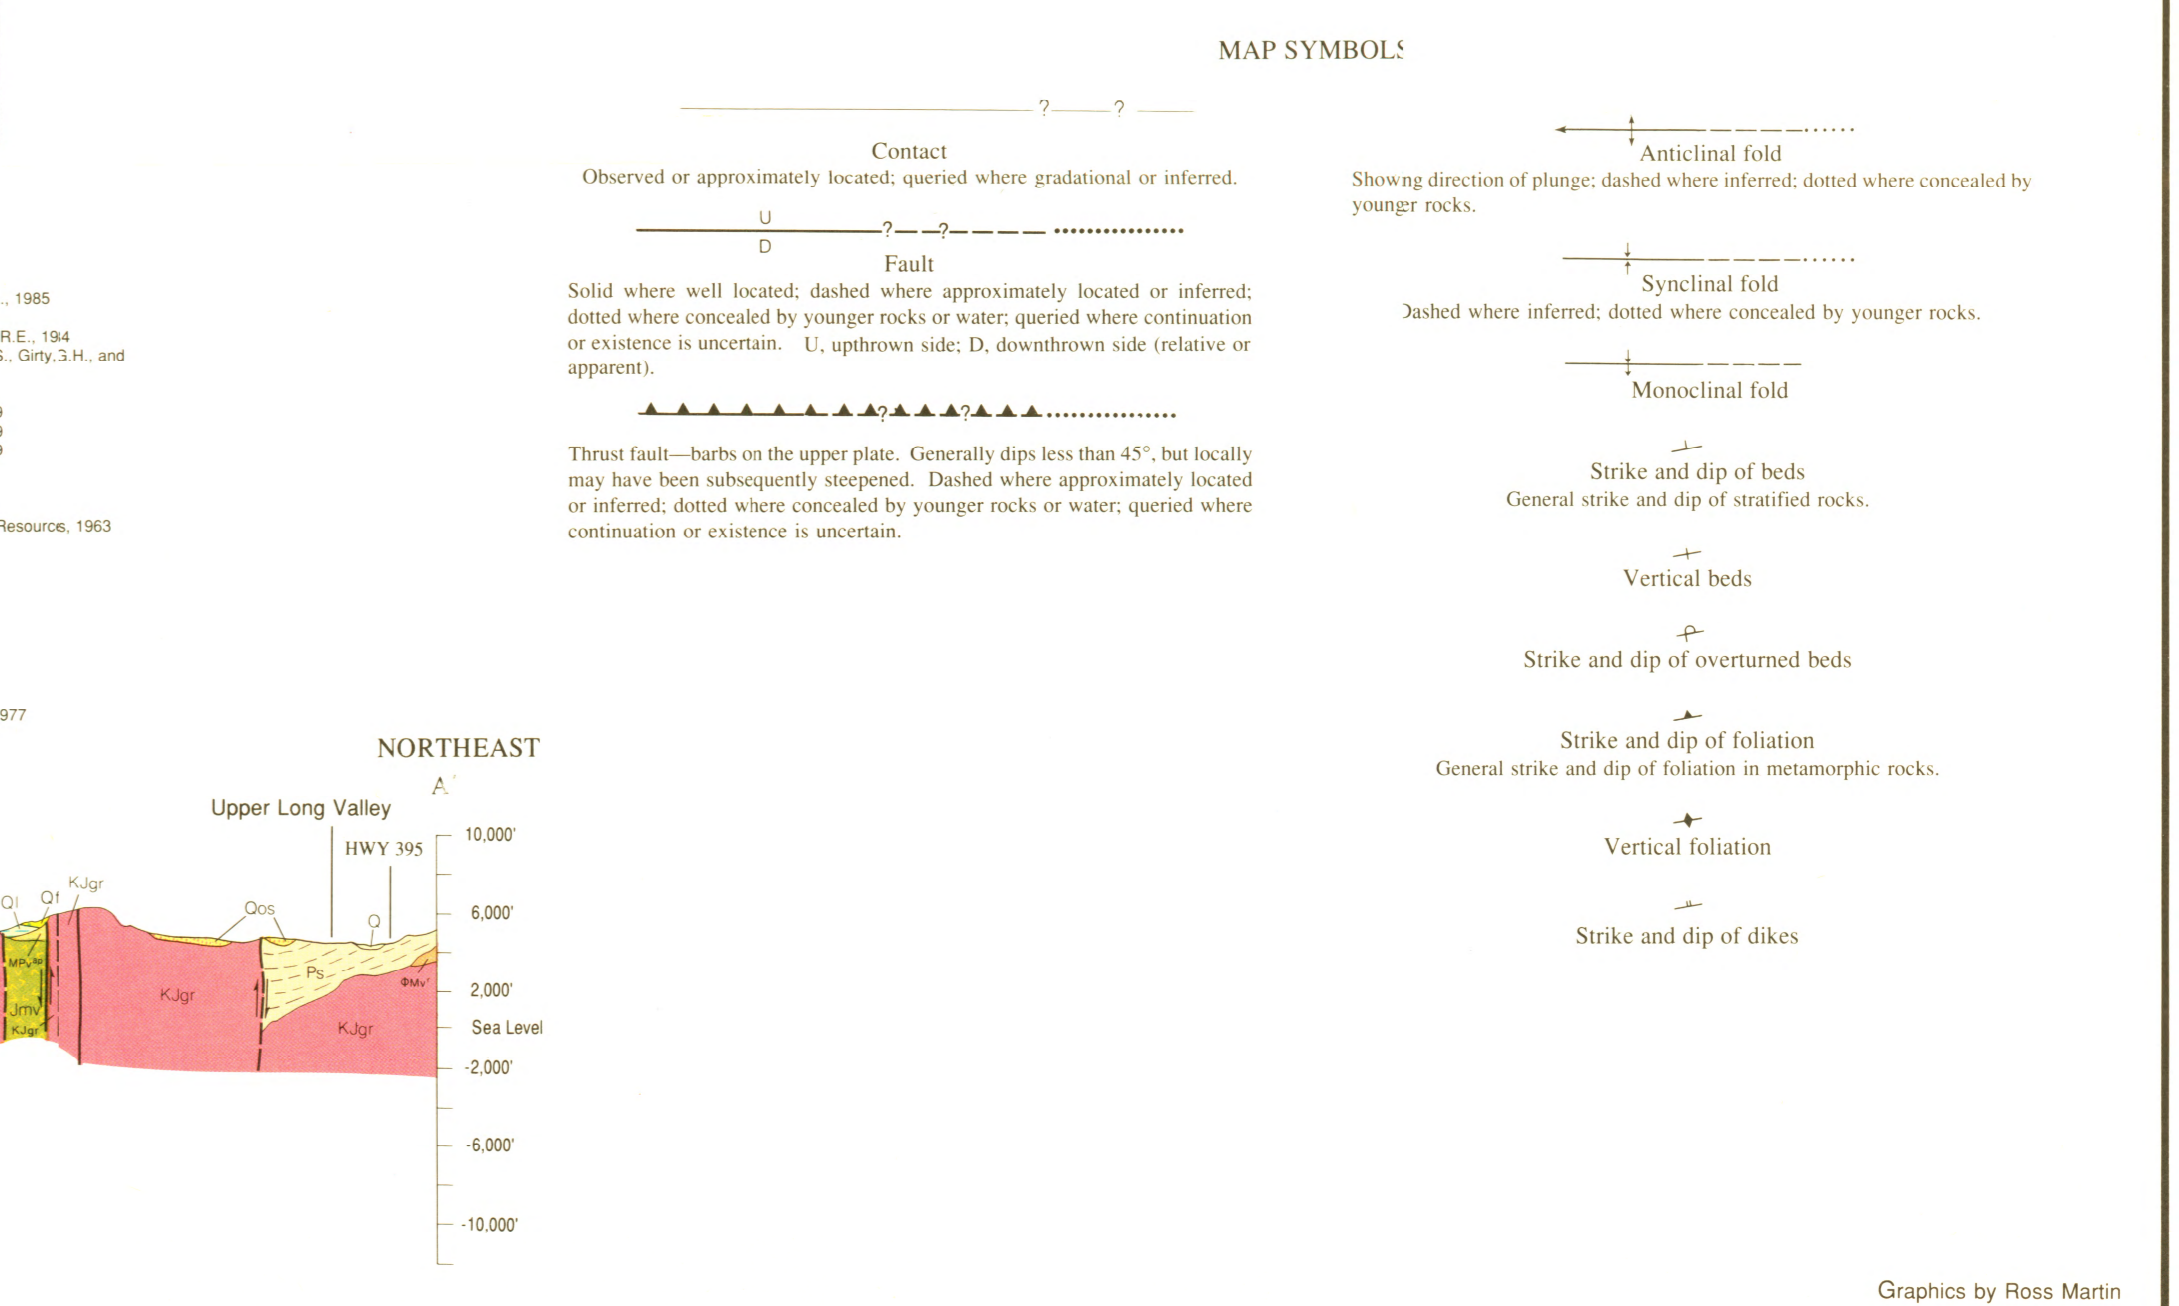 MAP SYMBOLS
? ?
Contact
Observed or approximately located; queried where gradational or inferred.
U
? ?
D
Fault
Solid where well located; dashed where approximately located or inferred;
dotted where concealed by younger rocks or water; queried where continuation
or existence is uncertain. U, upthrown side; D, downthrown side (relative or
apparent).
? ?
Thrust fault—barbs on the upper plate. Generally dips less than 45°, but locally
may have been subsequently steepened. Dashed where approximately located
or inferred; dotted where concealed by younger rocks or water; queried where
continuation or existence is uncertain.
Anticlinal fold
Showng direction of plunge; dashed where inferred; dotted where concealed by
younger rocks.
Synclinal fold
Dashed where inferred; dotted where concealed by younger rocks.
Monoclinal fold
Strike and dip of beds
General strike and dip of stratified rocks.
Vertical beds
Strike and dip of overturned beds
Strike and dip of foliation
General strike and dip of foliation in metamorphic rocks.
Vertical foliation
Strike and dip of dikes
., 1985
R.E., 1914
S., Girty, G.H., and
9
9
9
Resources, 1963
977
NORTHEAST
A'
Upper Long Valley
HWY 395
10,000'
6,000'
2,000'
Sea Level
-2,000'
-6,000'
-10,000'
Ql
Qf
KJgr
Qos
Q
Jmv
KJgr
KJgr
Ps
KJgr
Graphics by Ross Martin